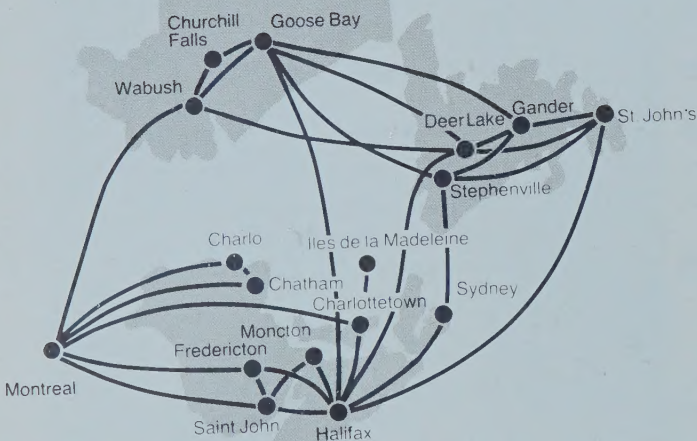 Churchill
Falls
Goose Bay
Wabush
Deer Lake
Gander
St. John's
Stephenville
Charlo
Iles de la Madeleine
Chatham
Charlottetown
Sydney
Moncton
Fredericton
Montreal
Saint John
Halifax